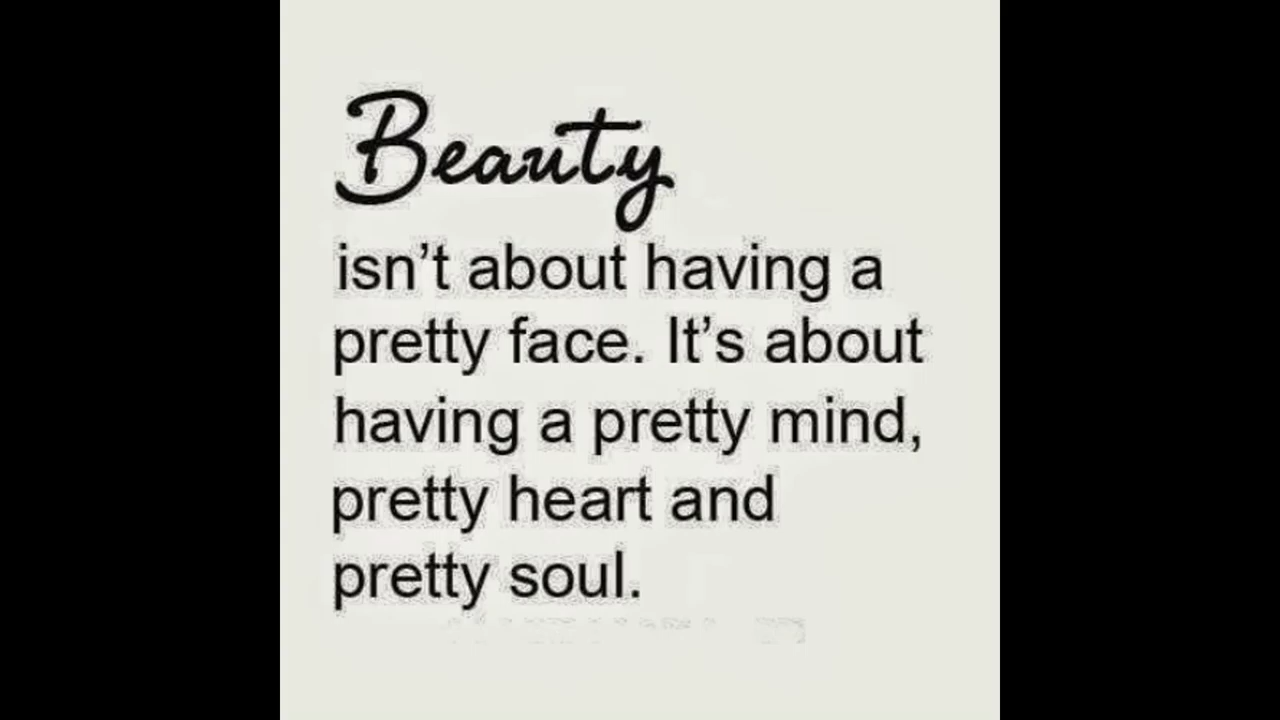 Beauty
isn’t about having a
pretty face. It’s about
having a pretty mind,
pretty heart and
pretty soul.